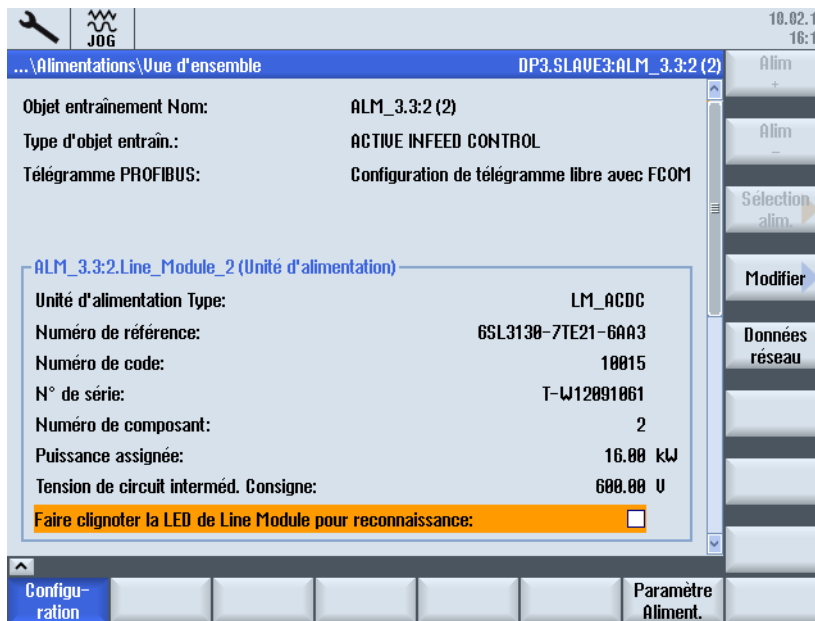 JOG
10.02.1
16:1
...\Alimentations\Vue d'ensemble DP3.SLAVE3:ALM_3.3:2 (2)
Objet entraînement Nom: ALM_3.3:2 (2)
Type d'objet entraîn.: ACTIVE INFEED CONTROL
Télégramme PROFIBUS: Configuration de télégramme libre avec FCOM
ALM_3.3:2.Line_Module_2 (Unité d'alimentation)
Unité d'alimentation Type: LM_ACDC
Numéro de référence: 6SL3130-7TE21-6AA3
Numéro de code: 10015
N° de série: T-W12091061
Numéro de composant: 2
Puissance assignée: 16.00 kW
Tension de circuit interméd. Consigne: 600.00 V
Faire clignoter la LED de Line Module pour reconnaissance:
Alim
+
Alim
–
Sélection
alim.
Modifier
Données
réseau
Configu-
ration
Paramètre
Aliment.